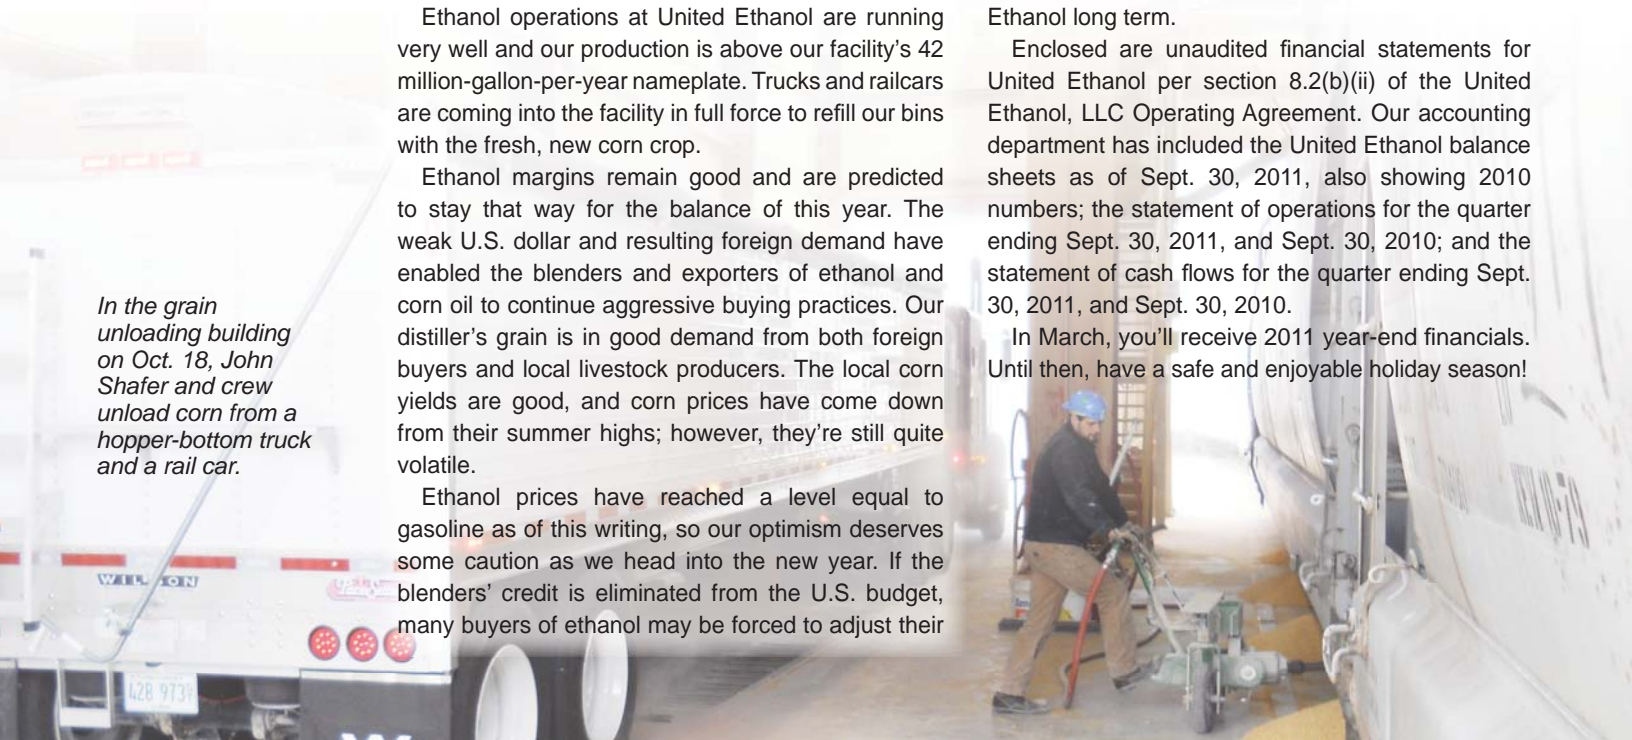 In the grain
unloading building
on Oct. 18, John
Shafer and crew
unload corn from a
hopper-bottom truck
and a rail car.
Ethanol operations at United Ethanol are running
very well and our production is above our facility's 42
million-gallon-per-year nameplate. Trucks and railcars
are coming into the facility in full force to refill our bins
with the fresh, new corn crop.
Ethanol margins remain good and are predicted
to stay that way for the balance of this year. The
weak U.S. dollar and resulting foreign demand have
enabled the blenders and exporters of ethanol and
corn oil to continue aggressive buying practices. Our
distiller's grain is in good demand from both foreign
buyers and local livestock producers. The local corn
yields are good, and corn prices have come down
from their summer highs; however, they're still quite
volatile.
Ethanol prices have reached a level equal to
gasoline as of this writing, so our optimism deserves
some caution as we head into the new year. If the
blenders' credit is eliminated from the U.S. budget,
many buyers of ethanol may be forced to adjust their
Ethanol long term.
Enclosed are unaudited financial statements for
United Ethanol per section 8.2(b)(ii) of the United
Ethanol, LLC Operating Agreement. Our accounting
department has included the United Ethanol balance
sheets as of Sept. 30, 2011, also showing 2010
numbers; the statement of operations for the quarter
ending Sept. 30, 2011, and Sept. 30, 2010; and the
statement of cash flows for the quarter ending Sept.
30, 2011, and Sept. 30, 2010.
In March, you'll receive 2011 year-end financials.
Until then, have a safe and enjoyable holiday season!
WILSON